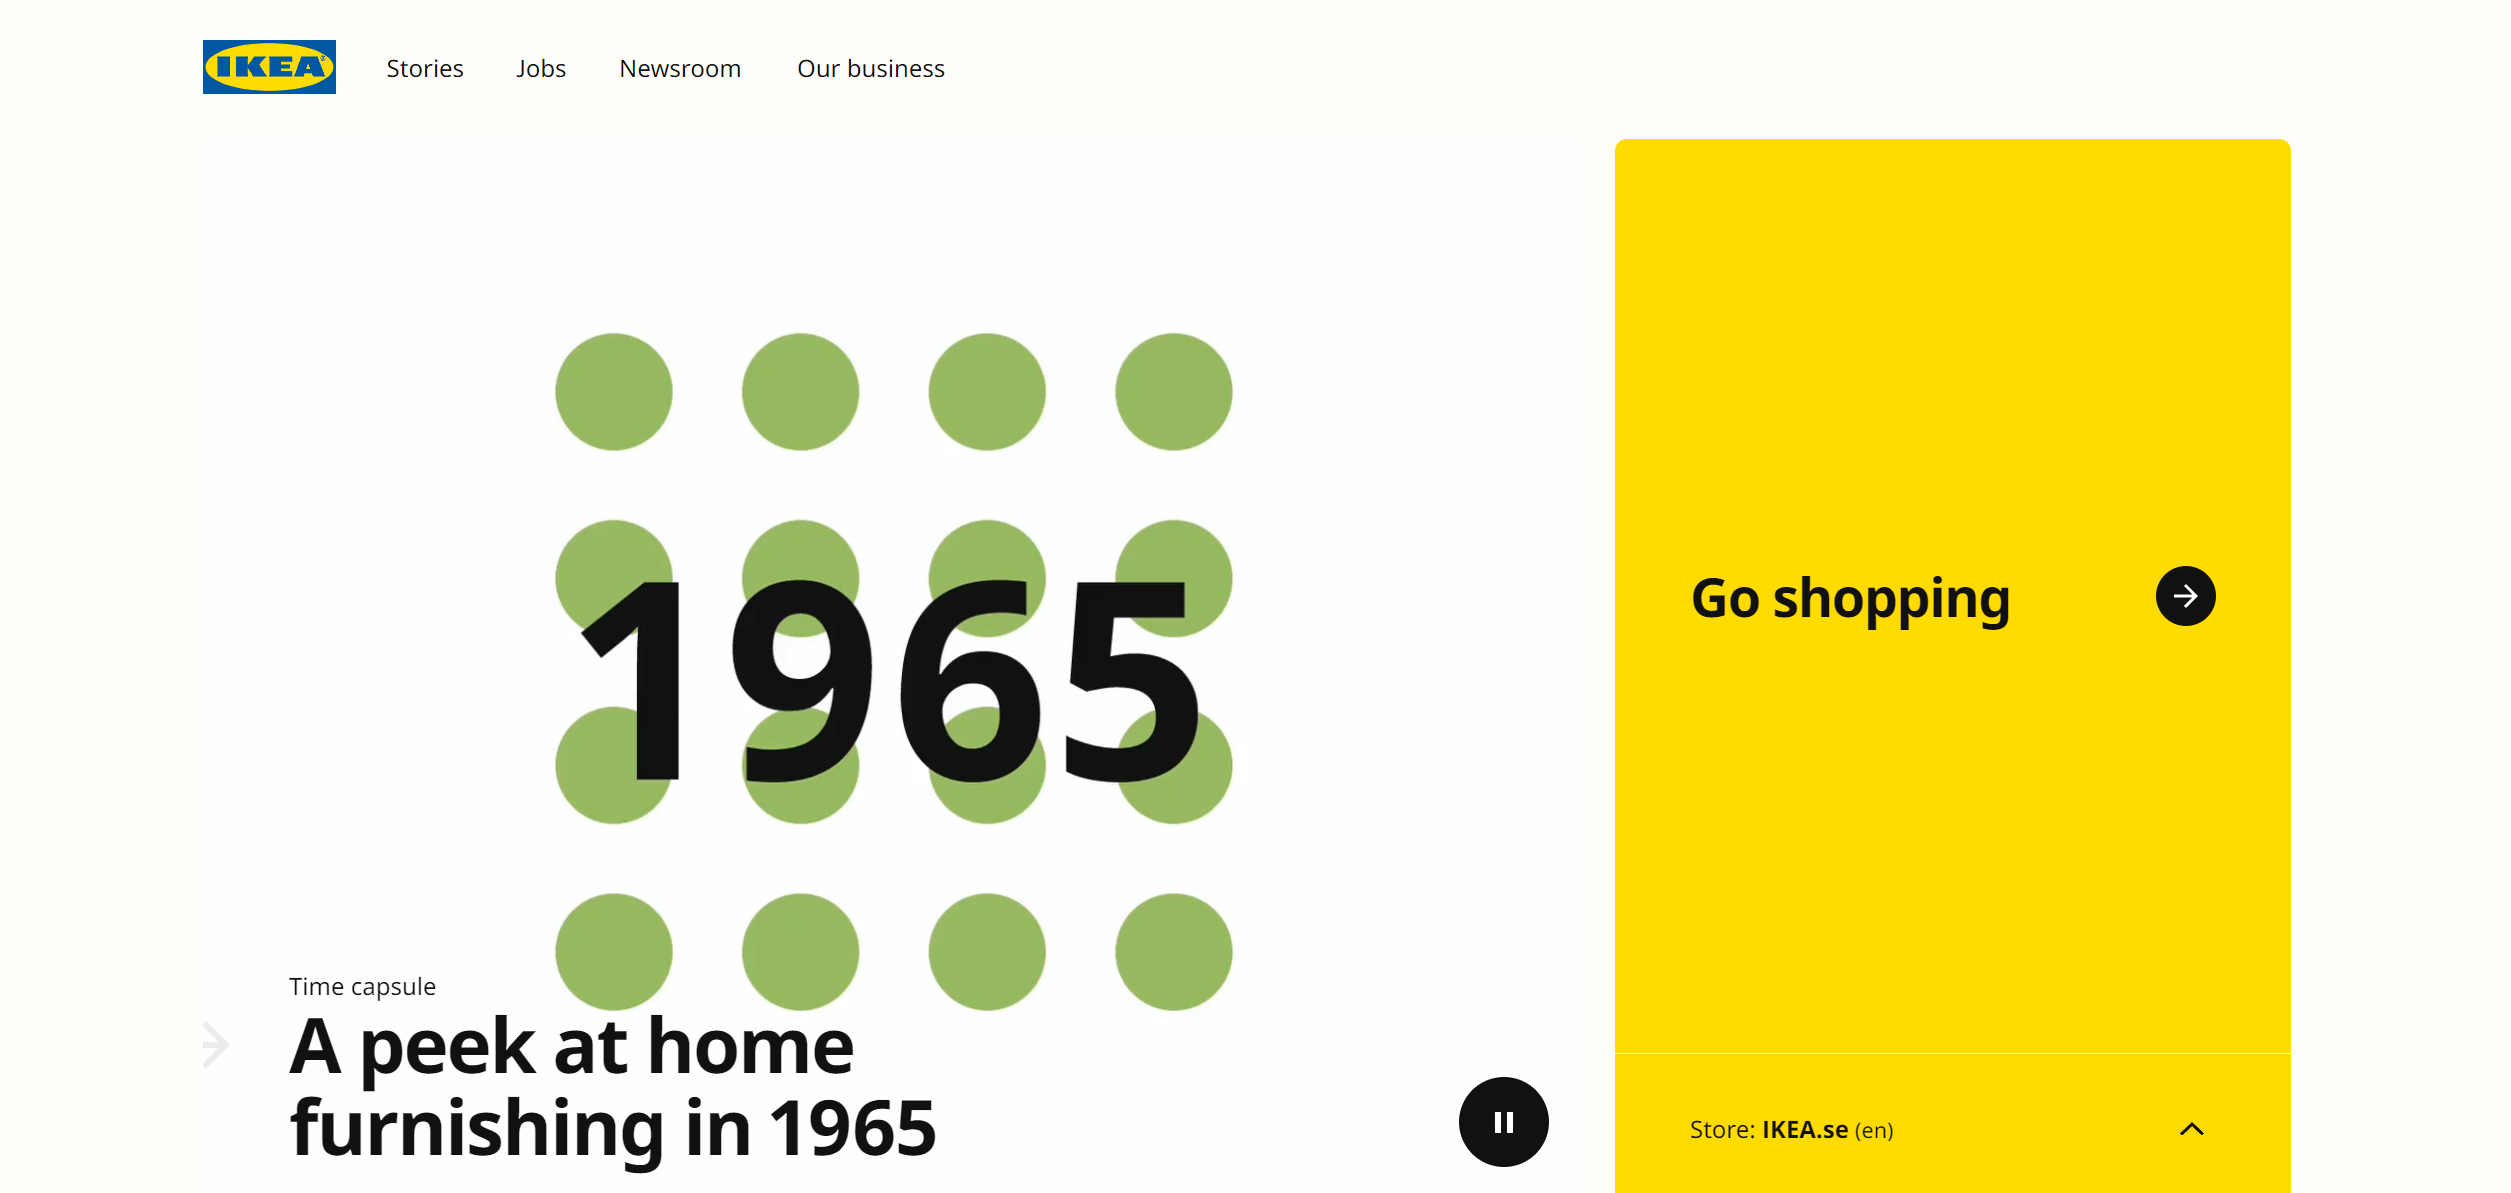 IKEA
Stories
Jobs
Newsroom
Our business
1965
Time capsule
A peek at home
furnishing in 1965
Go shopping
Store: IKEA.se (en)